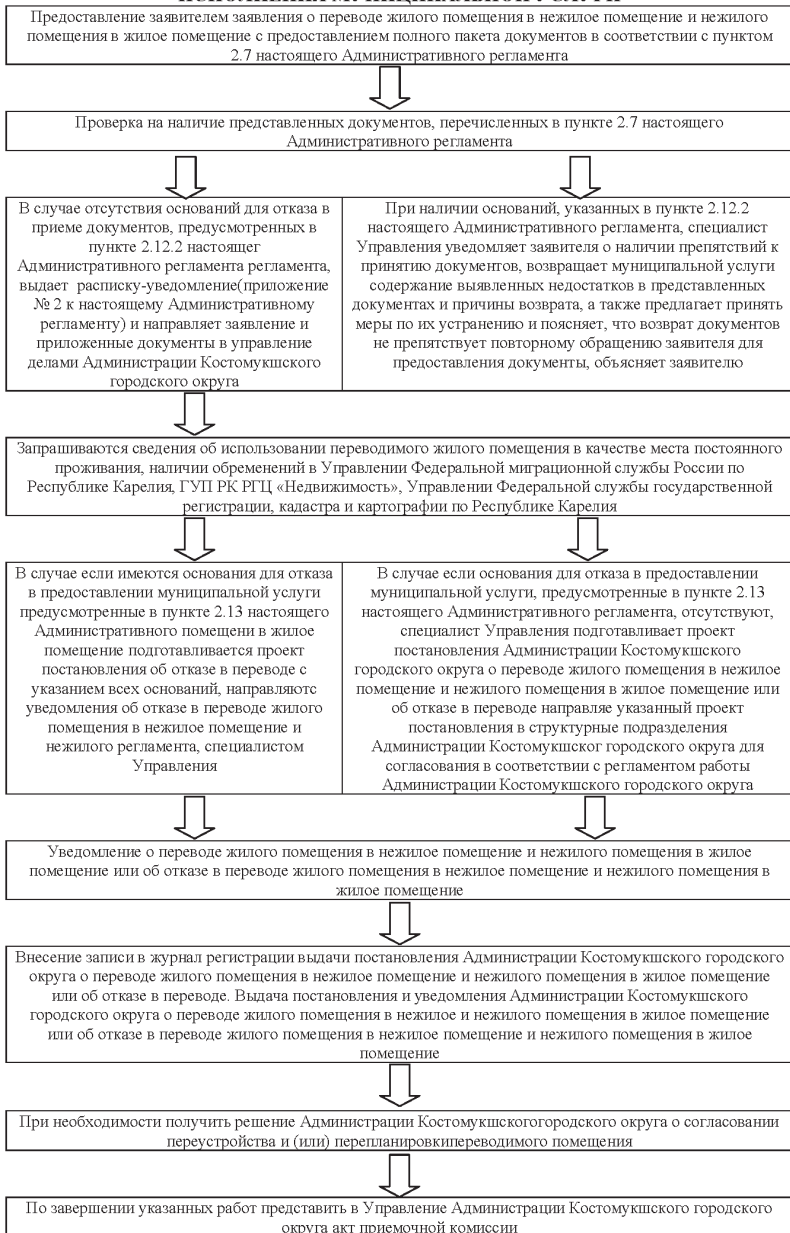 Предоставление заявителем заявления о переводе жилого помещения в нежилое помещение и нежилого
помещения в жилое помещение с предоставлением полного пакета документов в соответствии с пунктом
2.7 настоящего Административного регламента
Проверка на наличие представленных документов, перечисленных в пункте 2.7 настоящего
Административного регламента
В случае отсутствия оснований для отказа в
приеме документов, предусмотренных в
пункте 2.12.2 настоящег
Административного регламента регламента,
выдает расписку-уведомление(приложение
№ 2 к настоящему Административному
регламенту) и направляет заявление и
приложенные документы в управление
делами Администрации Костомукшского
городского округа
При наличии оснований, указанных в пункте 2.12.2
настоящего Административного регламента, специалист
Управления уведомляет заявителя о наличии препятствий к
принятию документов, возвращает муниципальной услуги
содержание выявленных недостатков в представленных
документах и причины возврата, а также предлагает принять
меры по их устранению и поясняет, что возврат документов
не препятствует повторному обращению заявителя для
предоставления документы, объясняет заявителю
Запрашиваются сведения об использовании переводимого жилого помещения в качестве места постоянного
проживания, наличии обременений в Управлении Федеральной миграционной службы России по
Республике Карелия, ГУП РК РГЦ «Недвижимость», Управлении Федеральной службы государственной
регистрации, кадастра и картографии по Республике Карелия
В случае если имеются основания для отказа
в предоставлении муниципальной услуги
предусмотренные в пункте 2.13 настоящего
Административного помещени в жилое
помещение подготавливается проект
постановления об отказе в переводе с
указанием всех оснований, направляютс
уведомления об отказе в переводе жилого
помещения в нежилое помещение и
нежилого регламента, специалистом
Управления
В случае если основания для отказа в предоставлении
муниципальной услуги, предусмотренные в пункте 2.13
настоящего Административного регламента, отсутствуют,
специалист Управления подготавливает проект
постановления Администрации Костомукшского
городского округа о переводе жилого помещения в нежилое
помещение и нежилого помещения в жилое помещение или
об отказе в переводе направляе указанный проект
постановления в структурные подразделения
Администрации Костомукшског городского округа для
согласования в соответствии с регламентом работы
Администрации Костомукшского городского округа
Уведомление о переводе жилого помещения в нежилое помещение и нежилого помещения в жилое
помещение или об отказе в переводе жилого помещения в нежилое помещение и нежилого помещения в
жилое помещение
Внесение записи в журнал регистрации выдачи постановления Администрации Костомукшского городского
округа о переводе жилого помещения в нежилое помещение и нежилого помещения в жилое помещение
или об отказе в переводе. Выдача постановления и уведомления Администрации Костомукшского
городского округа о переводе жилого помещения в нежилое и нежилого помещения в жилое помещение
или об отказе в переводе жилого помещения в нежилое помещение и нежилого помещения в жилое
помещение
При необходимости получить решение Администрации Костомукшскогогородского округа о согласовании
переустройства и (или) перепланировкипереводимого помещения
По завершении указанных работ представить в Управление Администрации Костомукшского городского
округа акт приемочной комиссии